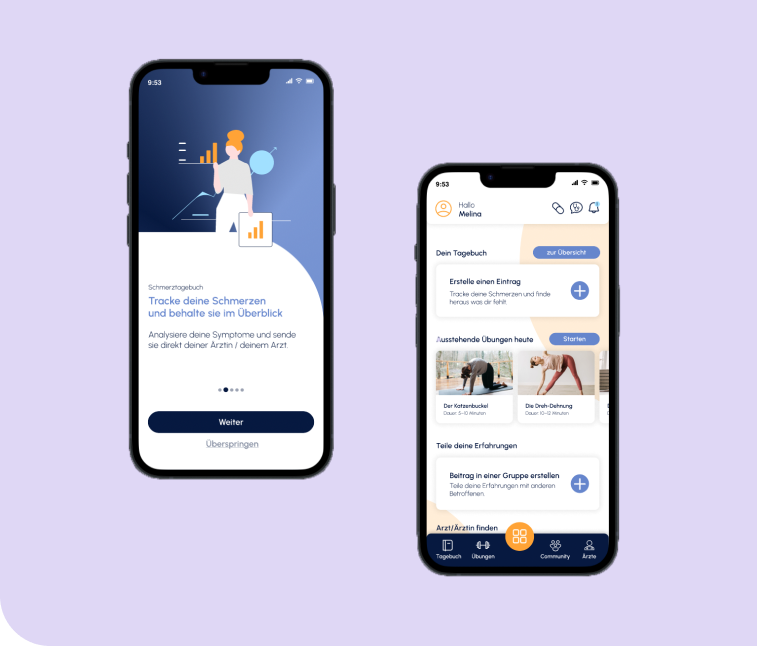 9:53
Schmerztagebuch
Tracke deine Schmerzen
und behalte sie im Überblick
Analysiere deine Symptome und sende
sie direkt deiner Ärztin / deinem Arzt.
Weiter
Überspringen
9:53
Hallo
Melina
Dein Tagebuch
zur Übersicht
Erstelle einen Eintrag
Tracke deine Schmerzen und finde
heraus was dir fehlt.
Ausstehende Übungen heute
Starten
Der Katzenbuckel
Dauer: 5-10 Minuten
Die Dreh-Dehnung
Dauer: 10-12 Minuten
Teile deine Erfahrungen
Beitrag in einer Gruppe erstellen
Teile deine Erfahrungen mit anderen
Betroffenen.
Arzt/Ärztin finden
Tagebuch
Übungen
Community
Ärzte